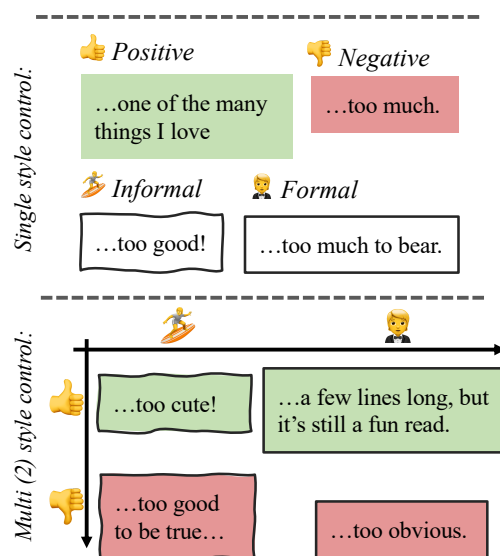 Single style control:
Positive
Negative
…one of the many
things I love
…too much.
Informal
Formal
…too good!
…too much to bear.
Multi (2) style control:
…too cute!
…a few lines long, but
it's still a fun read.
…too good
to be true…
…too obvious.